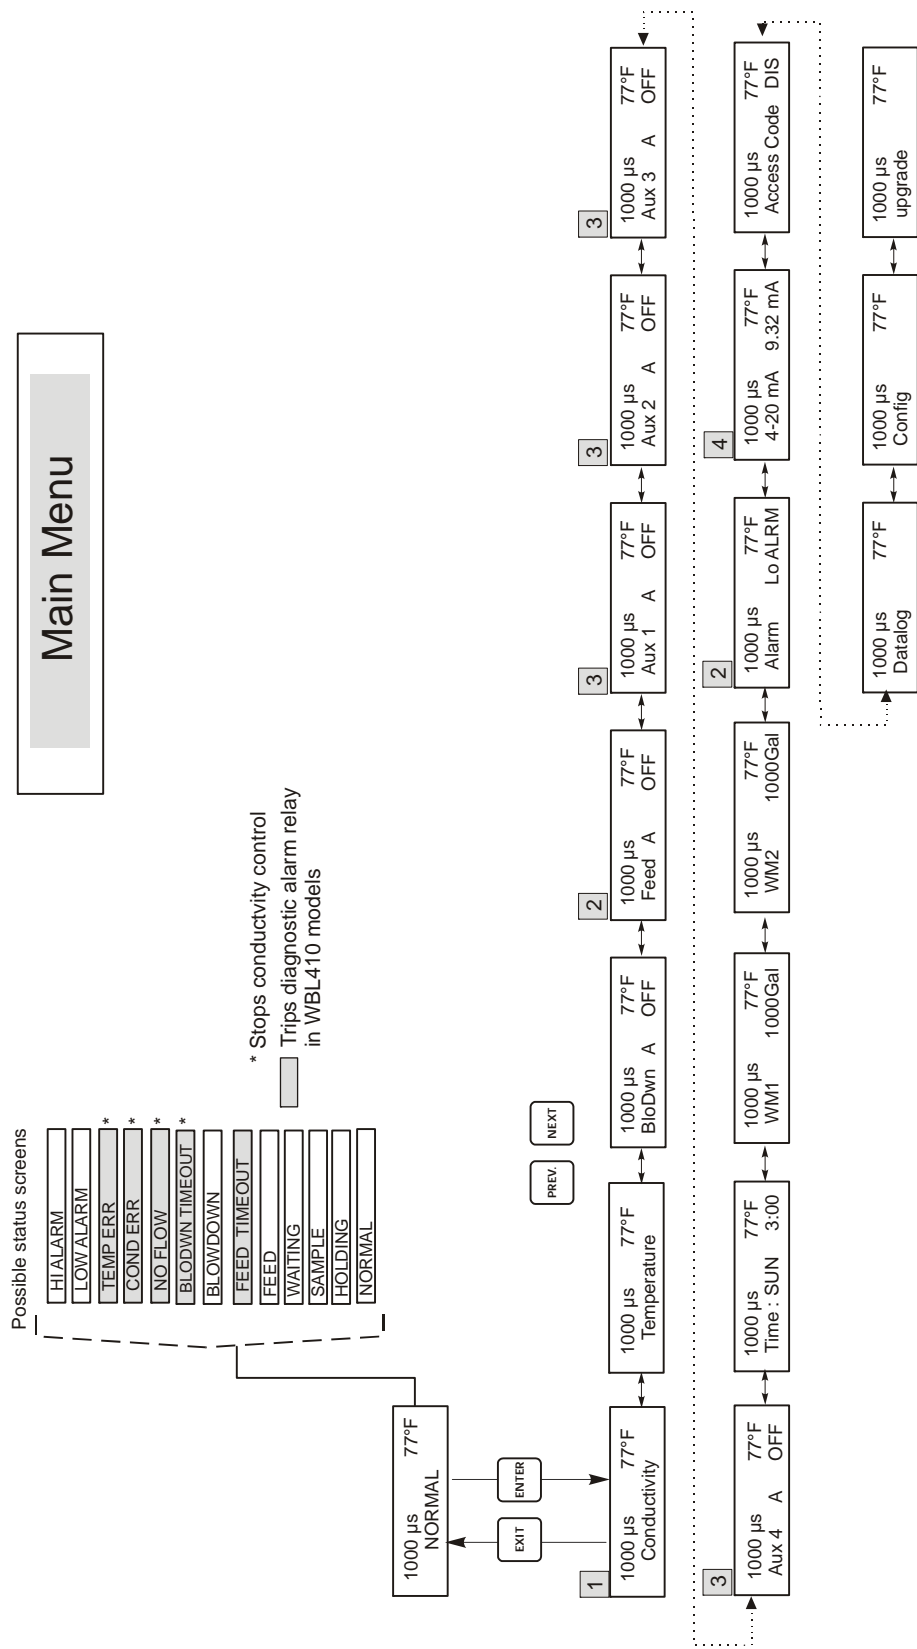 Main Menu
Possible status screens
HI ALARM
LOW ALARM
TEMP ERR *
COND ERR *
NO FLOW *
BLODWN TIMEOUT *
BLOWDOWN
FEED TIMEOUT
FEED
WAITING
SAMPLE
HOLDING
NORMAL
* Stops conductvity control
Trips diagnostic alarm relay
in WBL410 models
1000 µs 77°F
NORMAL
EXIT
ENTER
PREV.
NEXT
1
1000 µs 77°F
Conductivity
1000 µs 77°F
Temperature
1000 µs 77°F
BloDwn A OFF
2
1000 µs 77°F
Feed A OFF
3
1000 µs 77°F
Aux 1 A OFF
3
1000 µs 77°F
Aux 2 A OFF
3
1000 µs 77°F
Aux 3 A OFF
3
1000 µs 77°F
Aux 4 A OFF
1000 µs 77°F
Time : SUN 3:00
1000 µs 77°F
WM1 1000Gal
1000 µs 77°F
WM2 1000Gal
2
1000 µs 77°F
Alarm Lo ALRM
4
1000 µs 77°F
4-20 mA 9.32 mA
1000 µs 77°F
Access Code DIS
1000 µs 77°F
Datalog
1000 µs 77°F
Config
1000 µs 77°F
upgrade